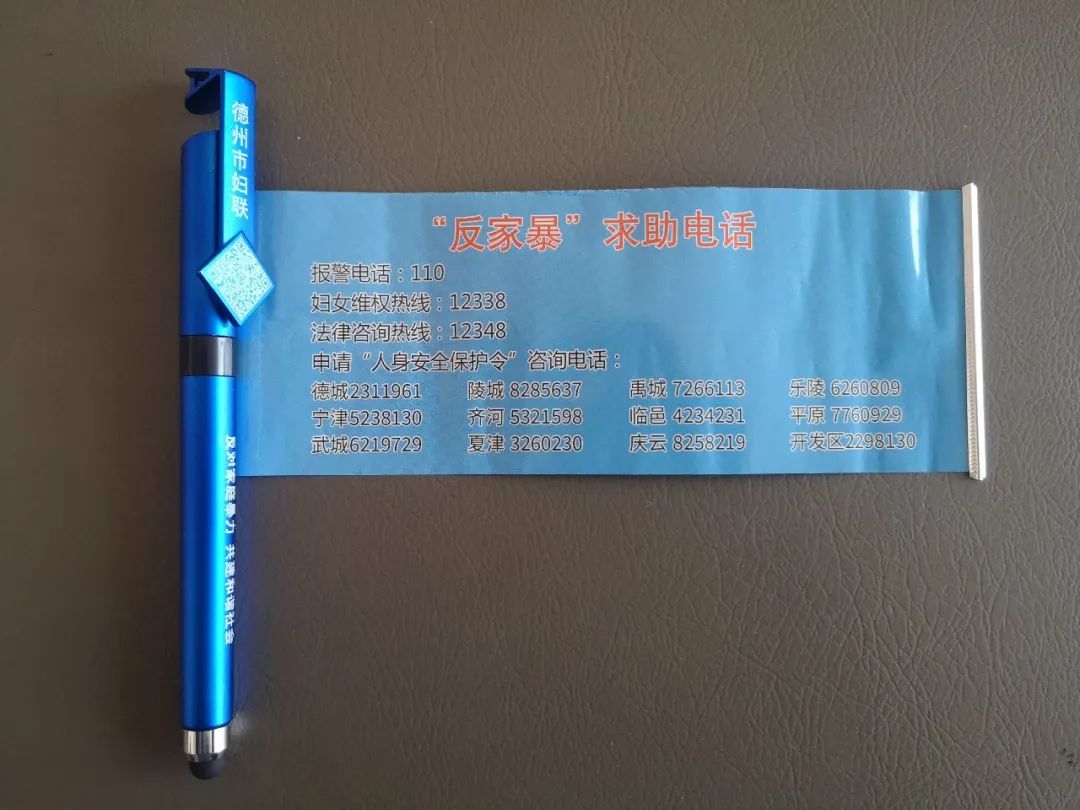 德州市妇联
反对家庭暴力 共建和谐社会
“反家暴”求助电话
报警电话：110
妇女维权热线：12338
法律咨询热线：12348
申请“人身安全保护令”咨询电话：
德城2311961 陵城 8285637 禹城 7266113 乐陵 6260809
宁津5238130 齐河 5321598 临邑 4234231 平原 7760929
武城6219729 夏津 3260230 庆云 8258219 开发区2298130